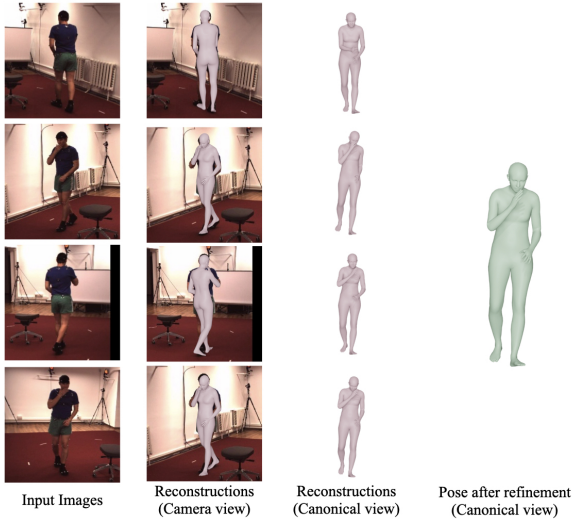 Input Images
Reconstructions
(Camera view)
Reconstructions
(Canonical view)
Pose after refinement
(Canonical view)